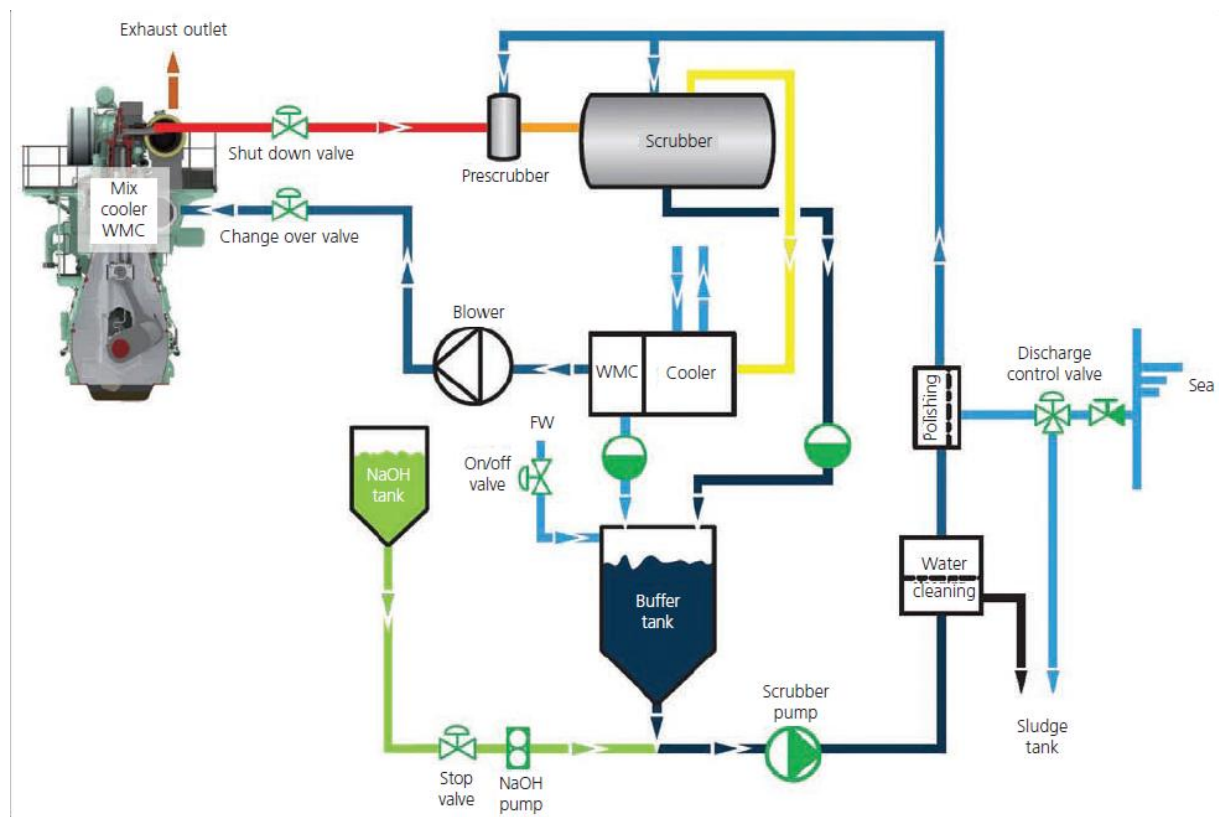 Exhaust outlet
Shut down valve
Prescrubber
Scrubber
Mix
cooler
WMC
Change over valve
Blower
WMC
Cooler
Polishing
Discharge
control valve
Sea
FW
On/off
valve
NaOH
tank
Water
cleaning
Buffer
tank
Scrubber
pump
Sludge
tank
Stop
valve
NaOH
pump